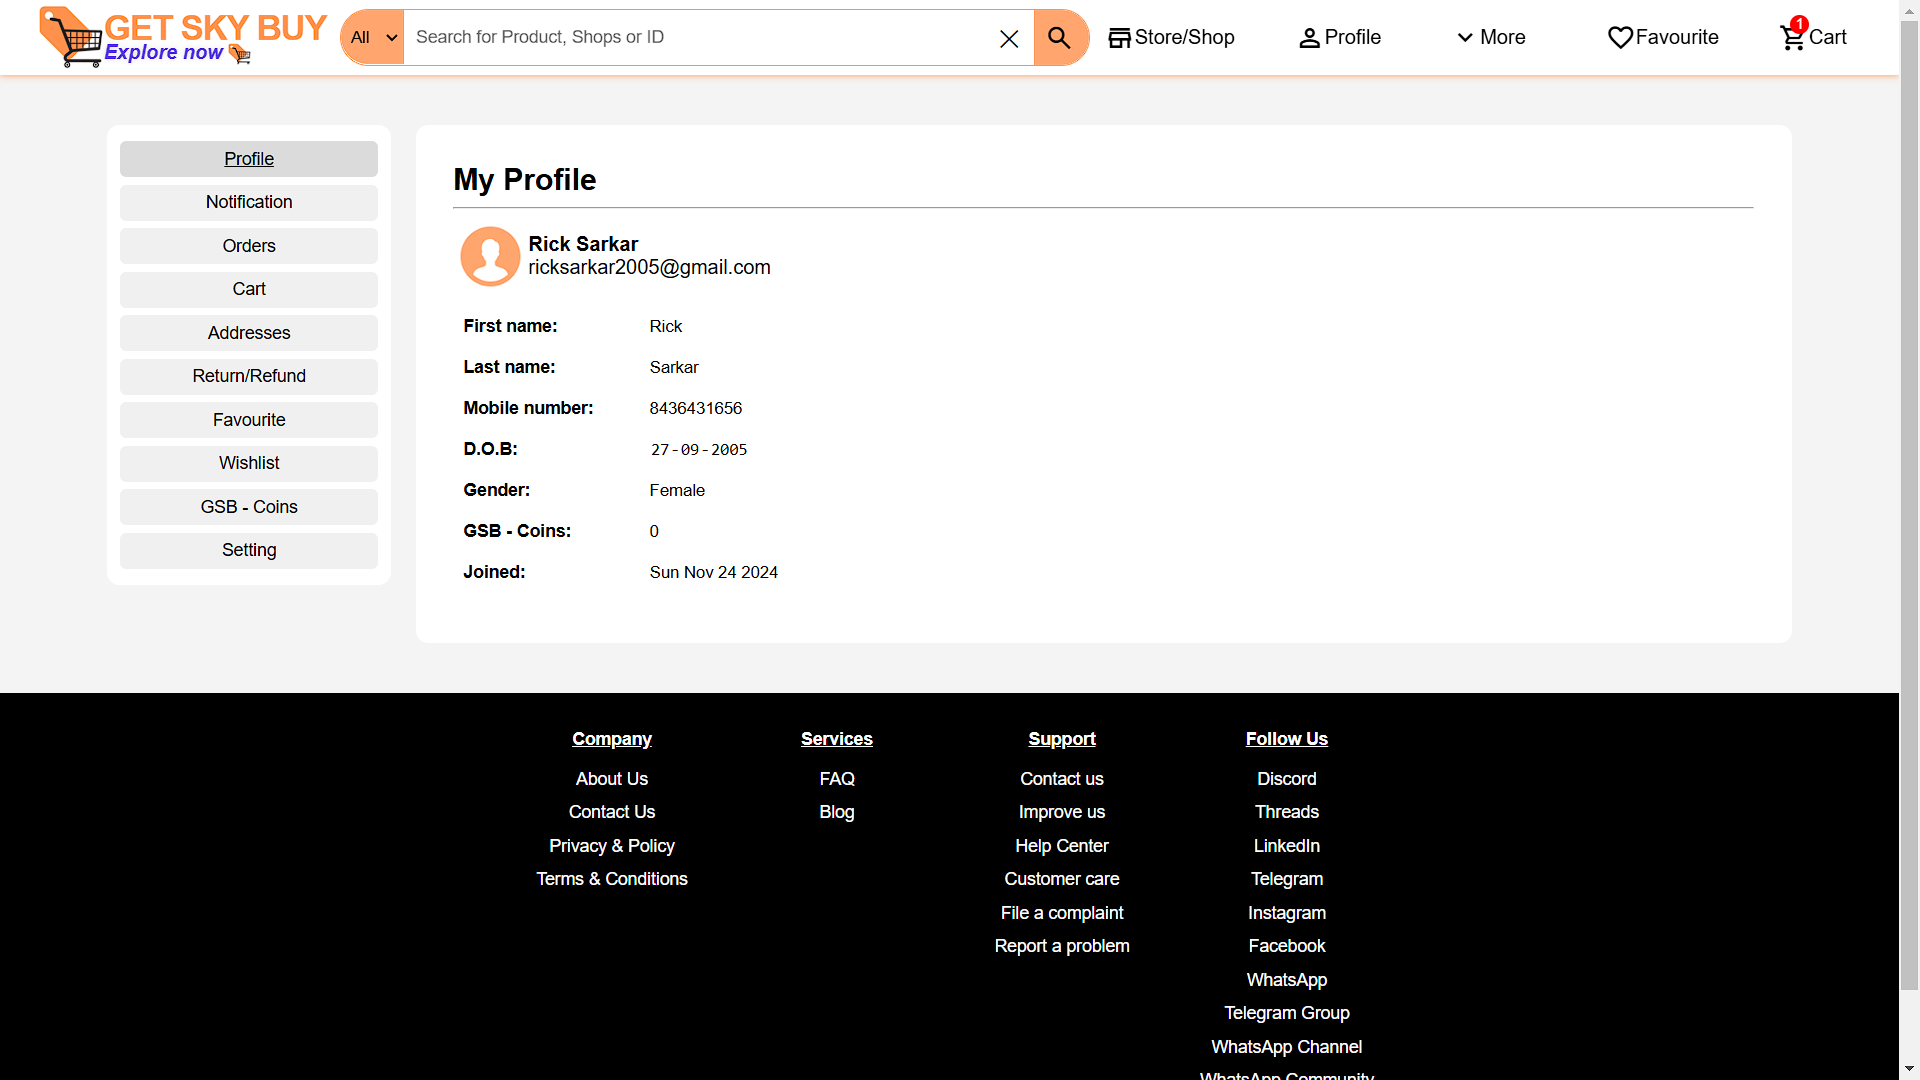 GET SKY BUY
Explore now
All
Search for Product, Shops or ID
Store/Shop
Profile
More
Favourite
1
Cart
Profile
Notification
Orders
Cart
Addresses
Return/Refund
Favourite
Wishlist
GSB - Coins
Setting
My Profile
Rick Sarkar
ricksarkar2005@gmail.com
First name: Rick
Last name: Sarkar
Mobile number: 8436431656
D.O.B: 27-09-2005
Gender: Female
GSB - Coins: 0
Joined: Sun Nov 24 2024
Company
About Us
Contact Us
Privacy & Policy
Terms & Conditions
Services
FAQ
Blog
Support
Contact us
Improve us
Help Center
Customer care
File a complaint
Report a problem
Follow Us
Discord
Threads
LinkedIn
Telegram
Instagram
Facebook
WhatsApp
Telegram Group
WhatsApp Channel
WhatsApp Community